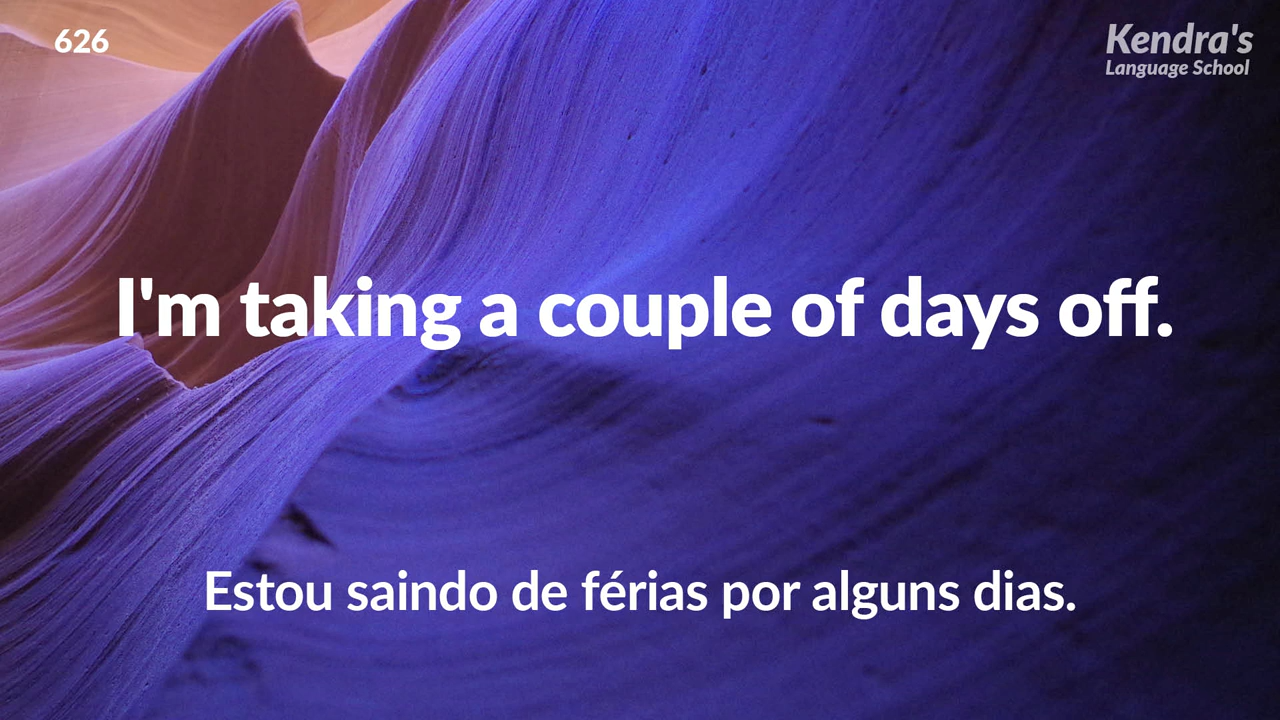 626
Kendra's
Language School
I'm taking a couple of days off.
Estou saindo de férias por alguns dias.